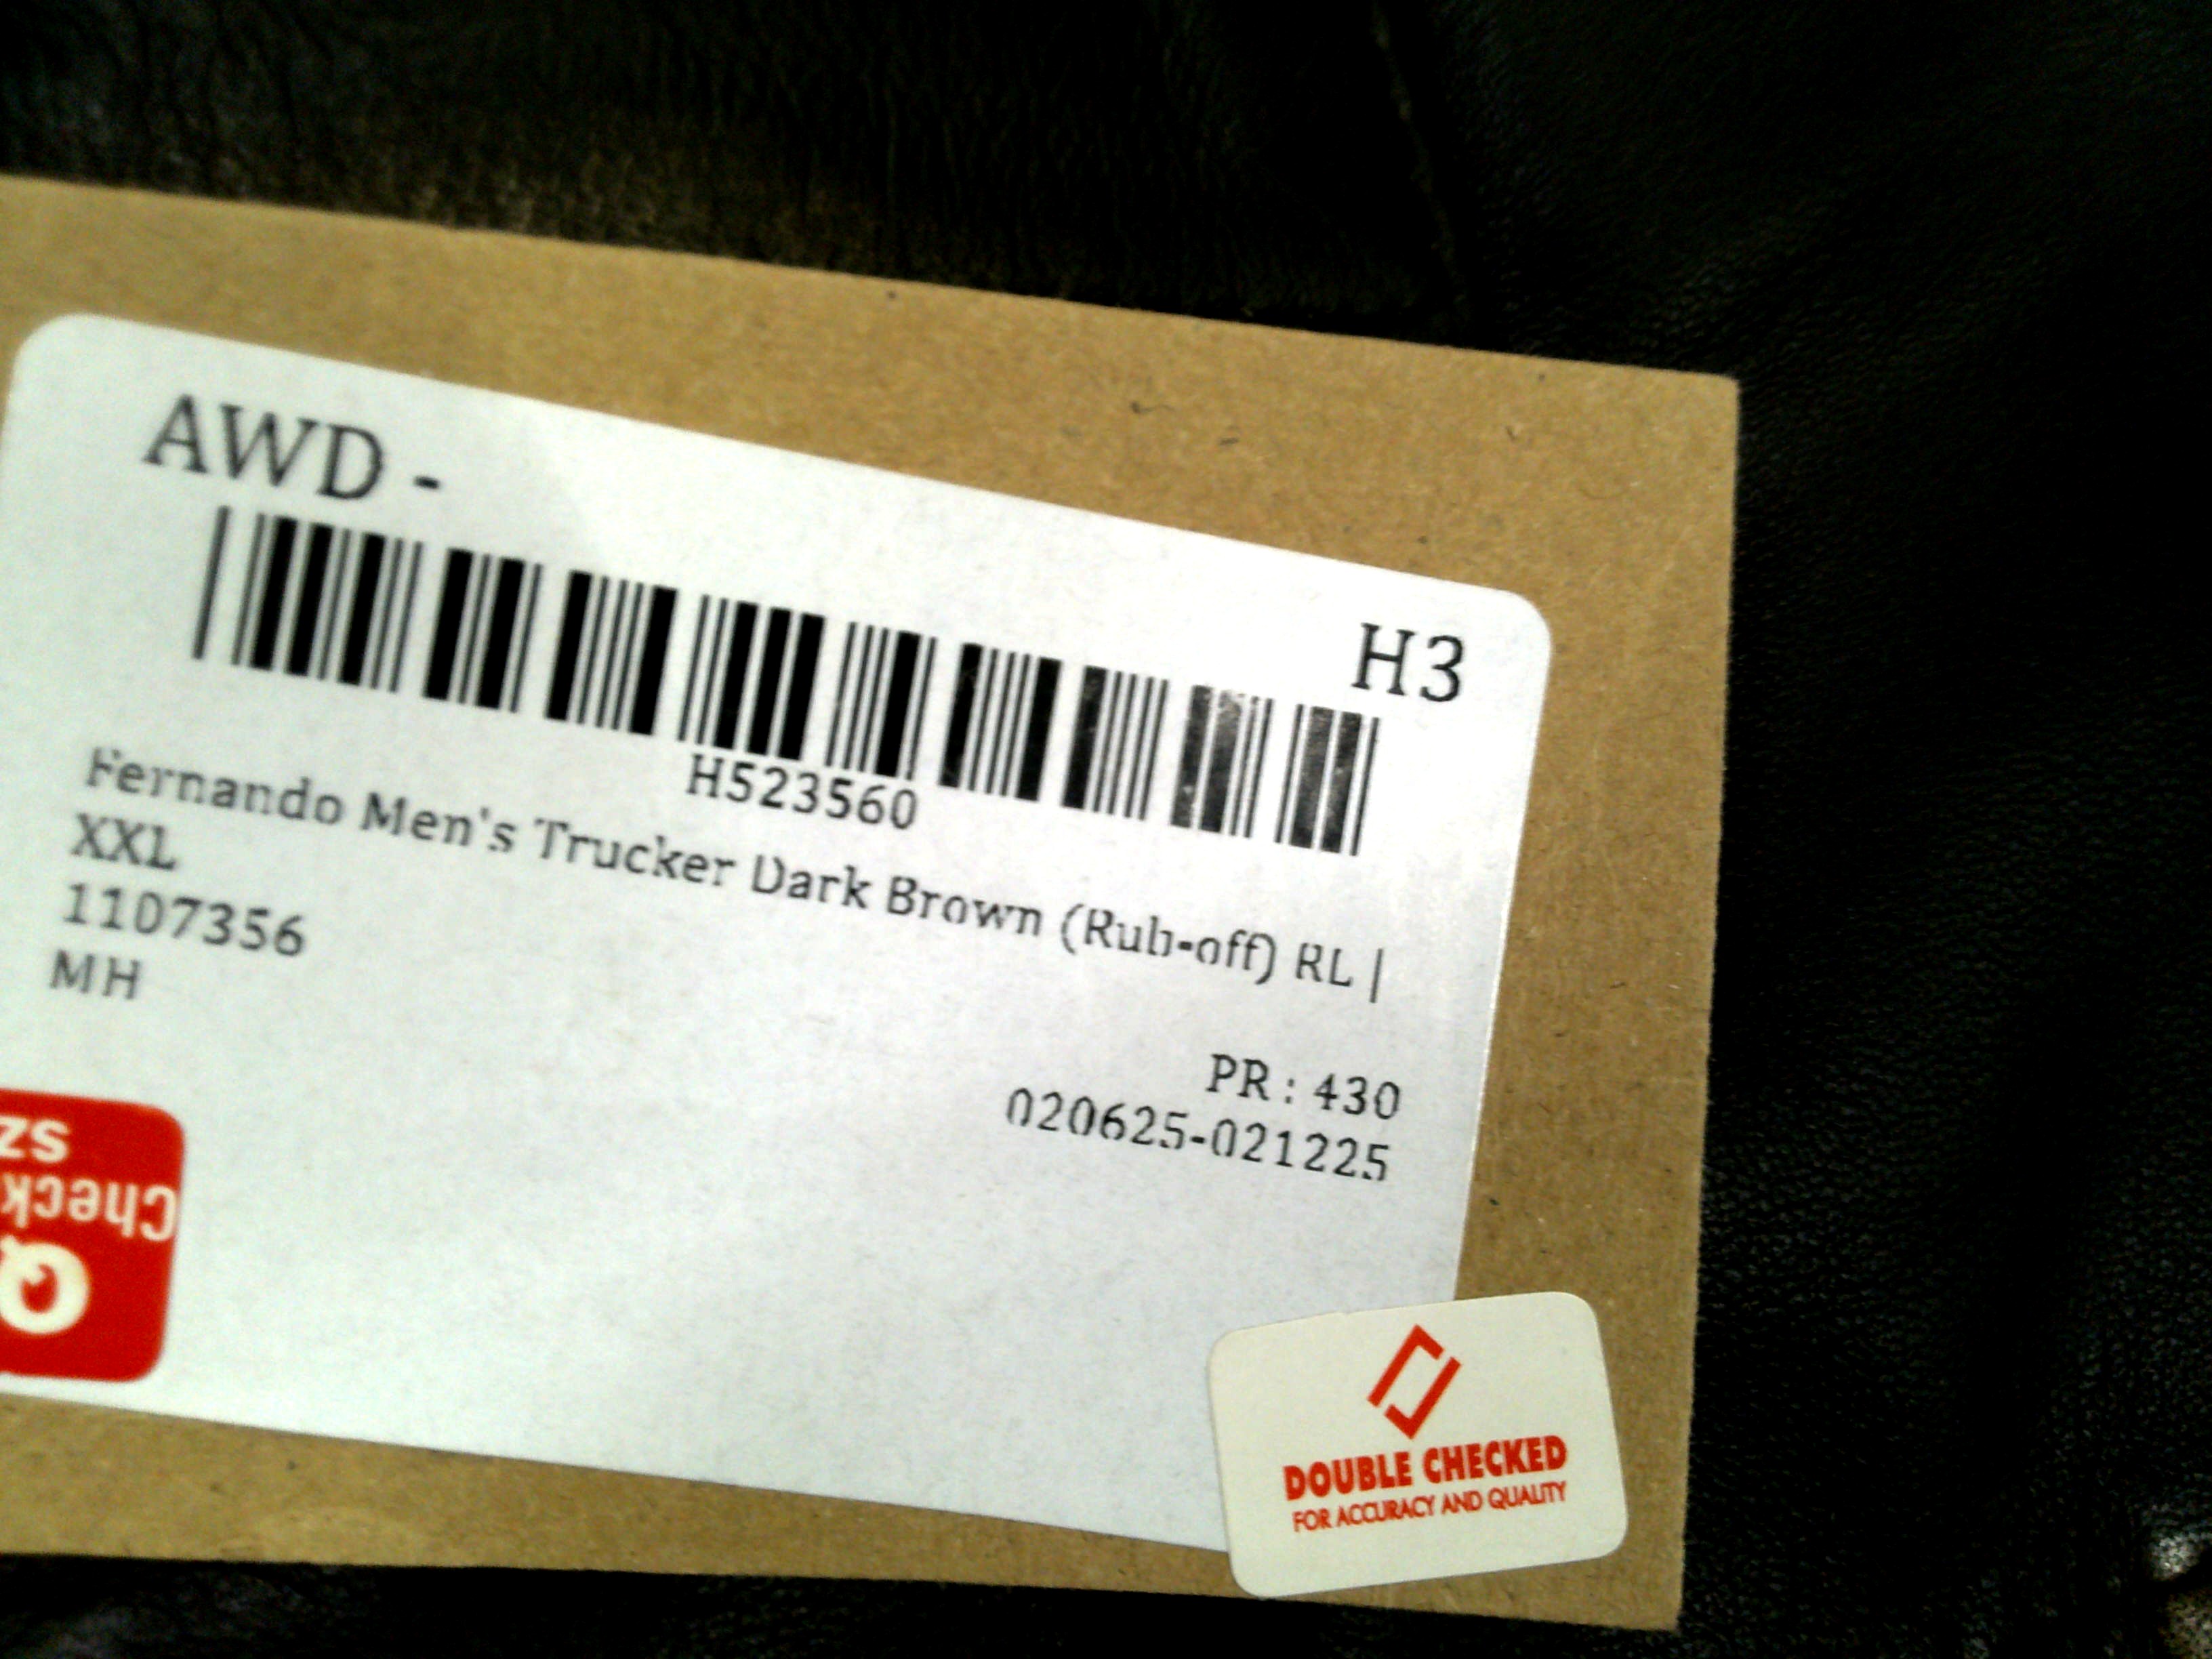 AWD -
H3
H523560
Fernando Men's Trucker Dark Brown (Rub-off) RL |
XXL
1107356
MH
PR : 430
020625-021225
SZ
Check
Q
DOUBLE CHECKED
FOR ACCURACY AND QUALITY